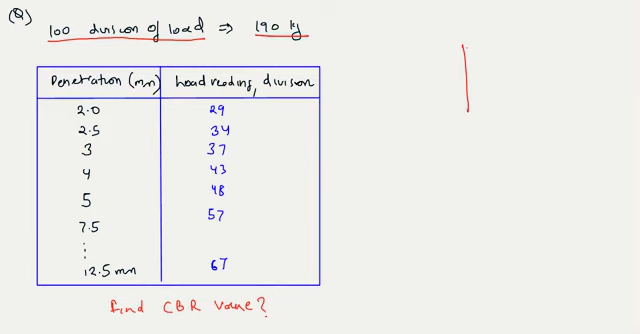 (Q) 100 division of load ⇒ 190 kg
Penetration (mm) Load reading, division
2.0 29
2.5 34
3 37
4 43
5 48
7.5 57
⋮
12.5 mm 67
find CBR value?